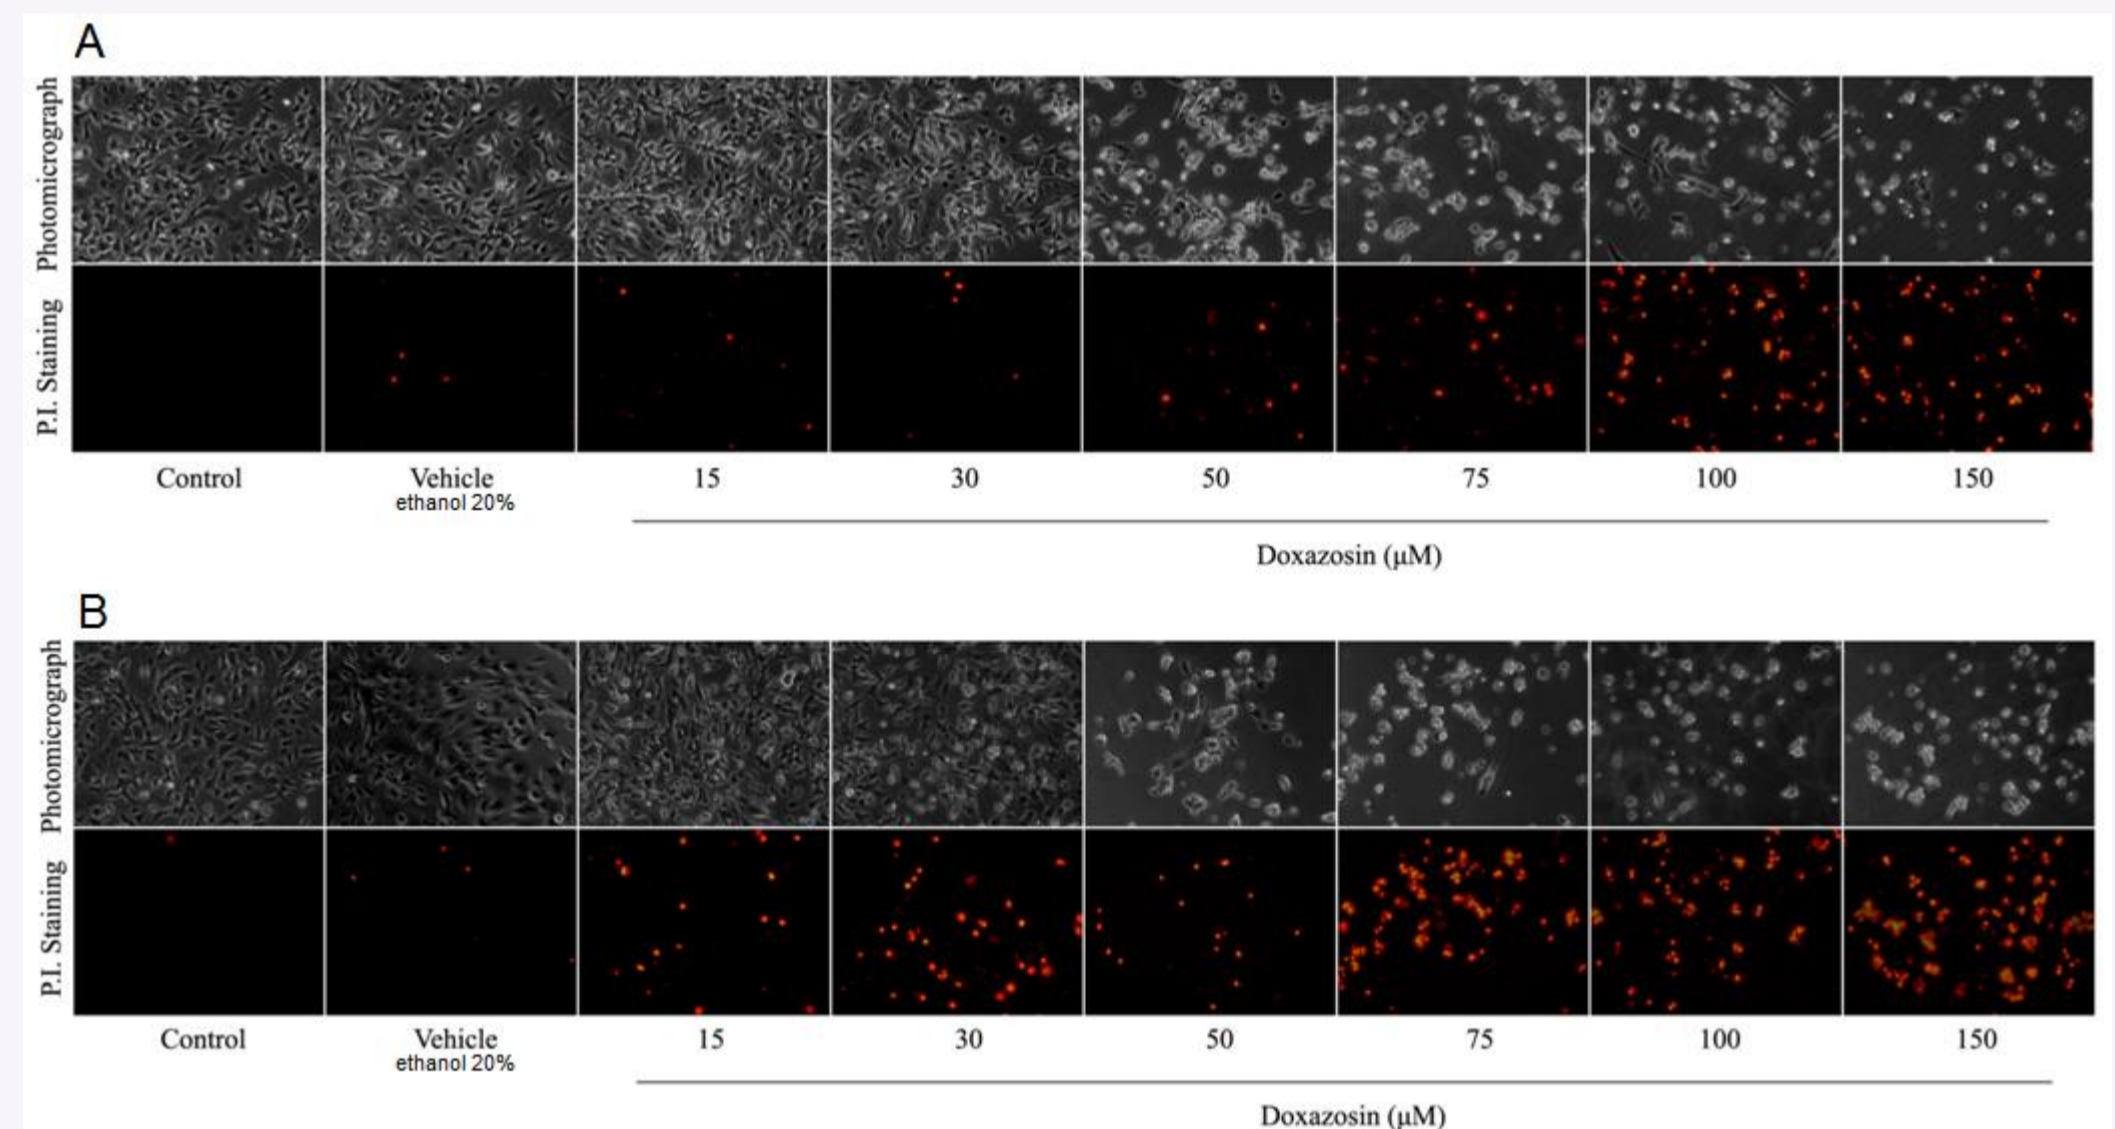 A
Photomicrograph
P.I. Staining
Control
Vehicle
ethanol 20%
15
30
50
75
100
150
Doxazosin (μM)
B
Photomicrograph
P.I. Staining
Control
Vehicle
ethanol 20%
15
30
50
75
100
150
Doxazosin (μM)